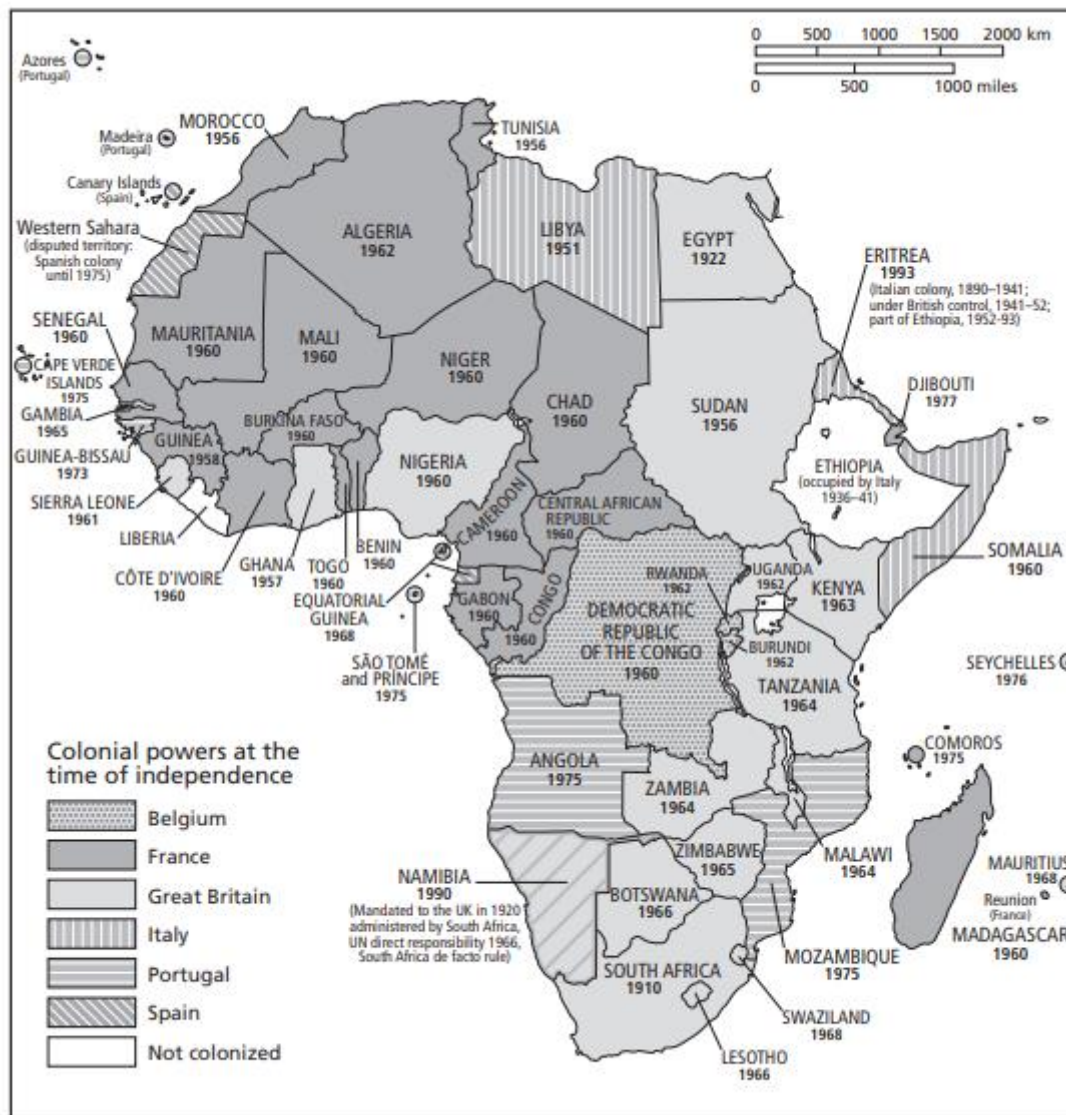 0 500 1000 1500 2000 km
0 500 1000 miles
Azores
(Portugal)
MOROCCO
1956
TUNISIA
1956
Madeira
(Portugal)
Canary Islands
(Spain)
Western Sahara
(disputed territory:
Spanish colony
until 1975)
ALGERIA
1962
LIBYA
1951
EGYPT
1922
ERITREA
1993
(Italian colony, 1890–1941;
under British control, 1941–52;
part of Ethiopia, 1952-93)
SENEGAL
1960
MAURITANIA
1960
MALI
1960
NIGER
1960
CHAD
1960
SUDAN
1956
DJIBOUTI
1977
CAPE VERDE
ISLANDS
1975
GAMBIA
1965
GUINEA-BISSAU
1973
GUINEA
1958
BURKINA FASO
1960
NIGERIA
1960
ETHIOPIA
(occupied by Italy
1936–41)
SIERRA LEONE
1961
LIBERIA
CÔTE D'IVOIRE
1960
GHANA
1957
TOGO
1960
BENIN
1960
CAMEROON
1960
CENTRAL AFRICAN
REPUBLIC
1960
SOMALIA
1960
EQUATORIAL
GUINEA
1968
GABON
1960
CONGO
1960
RWANDA
1962
UGANDA
1962
KENYA
1963
DEMOCRATIC
REPUBLIC
OF THE CONGO
1960
BURUNDI
1962
TANZANIA
1964
SÃO TOMÉ
and PRÍNCIPE
1975
SEYCHELLES
1976
ANGOLA
1975
ZAMBIA
1964
COMOROS
1975
MALAWI
1964
ZIMBABWE
1965
NAMIBIA
1990
(Mandated to the UK in 1920
administered by South Africa,
UN direct responsibility 1966,
South Africa de facto rule)
BOTSWANA
1966
MAURITIUS
1968
Reunion
(France)
MADAGASCAR
1960
MOZAMBIQUE
1975
SOUTH AFRICA
1910
SWAZILAND
1968
LESOTHO
1966
Colonial powers at the
time of independence
Belgium
France
Great Britain
Italy
Portugal
Spain
Not colonized